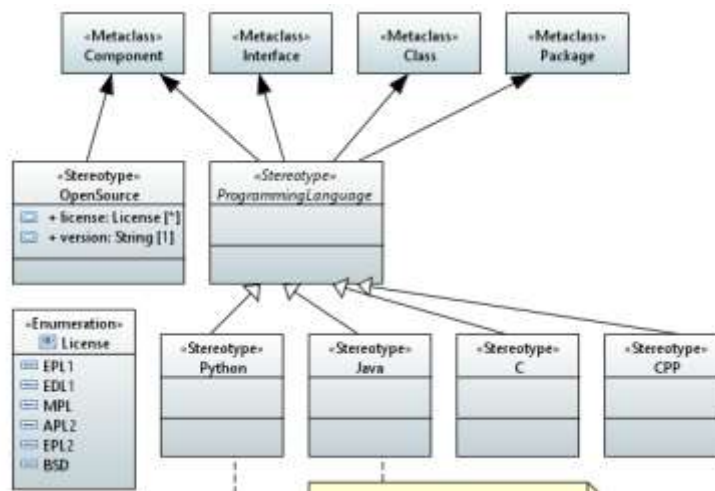 «Metaclass»
Component
«Metaclass»
Interface
«Metaclass»
Class
«Metaclass»
Package
«Stereotype»
OpenSource
+ license: License [*]
+ version: String [1]
«Stereotype»
ProgrammingLanguage
«Enumeration»
License
EPL1
EDL1
MPL
APL2
EPL2
BSD
«Stereotype»
Python
«Stereotype»
Java
«Stereotype»
C
«Stereotype»
CPP